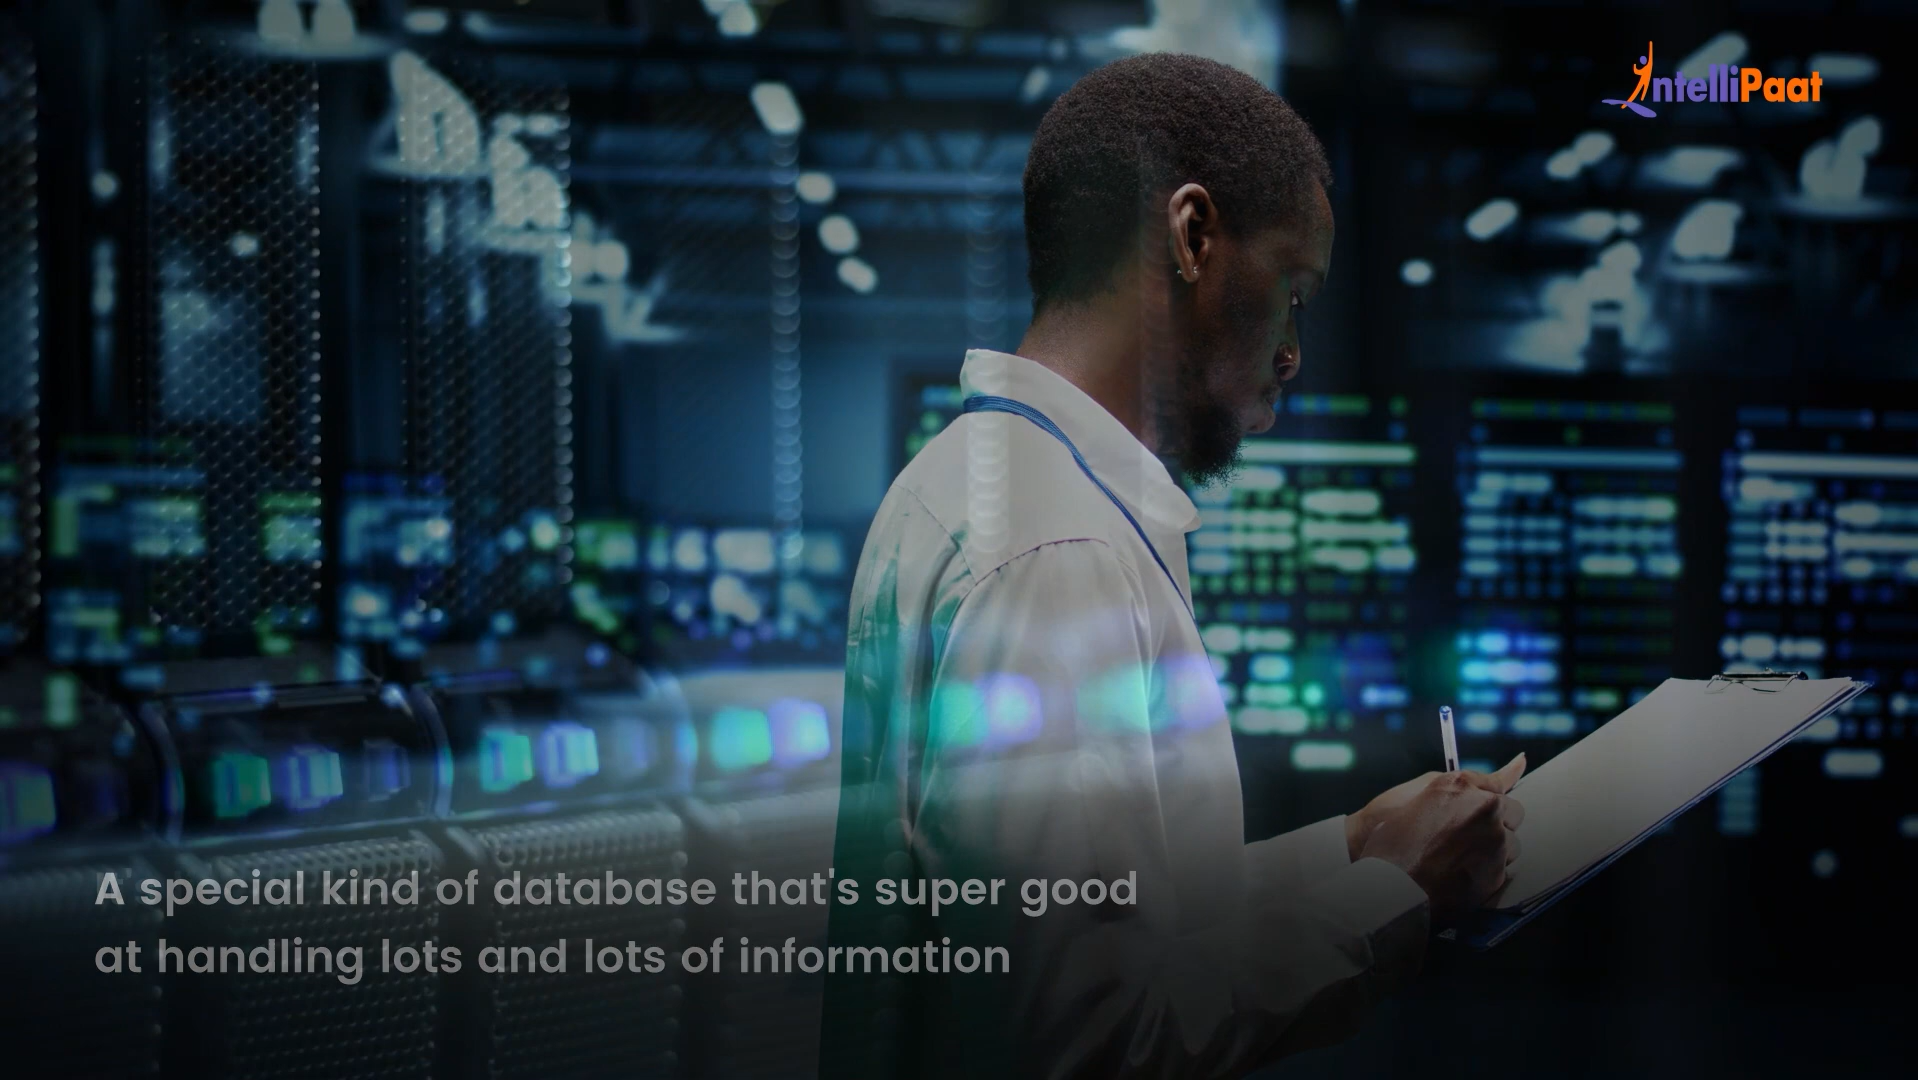 IntelliPaat
A special kind of database that's super good
at handling lots and lots of information